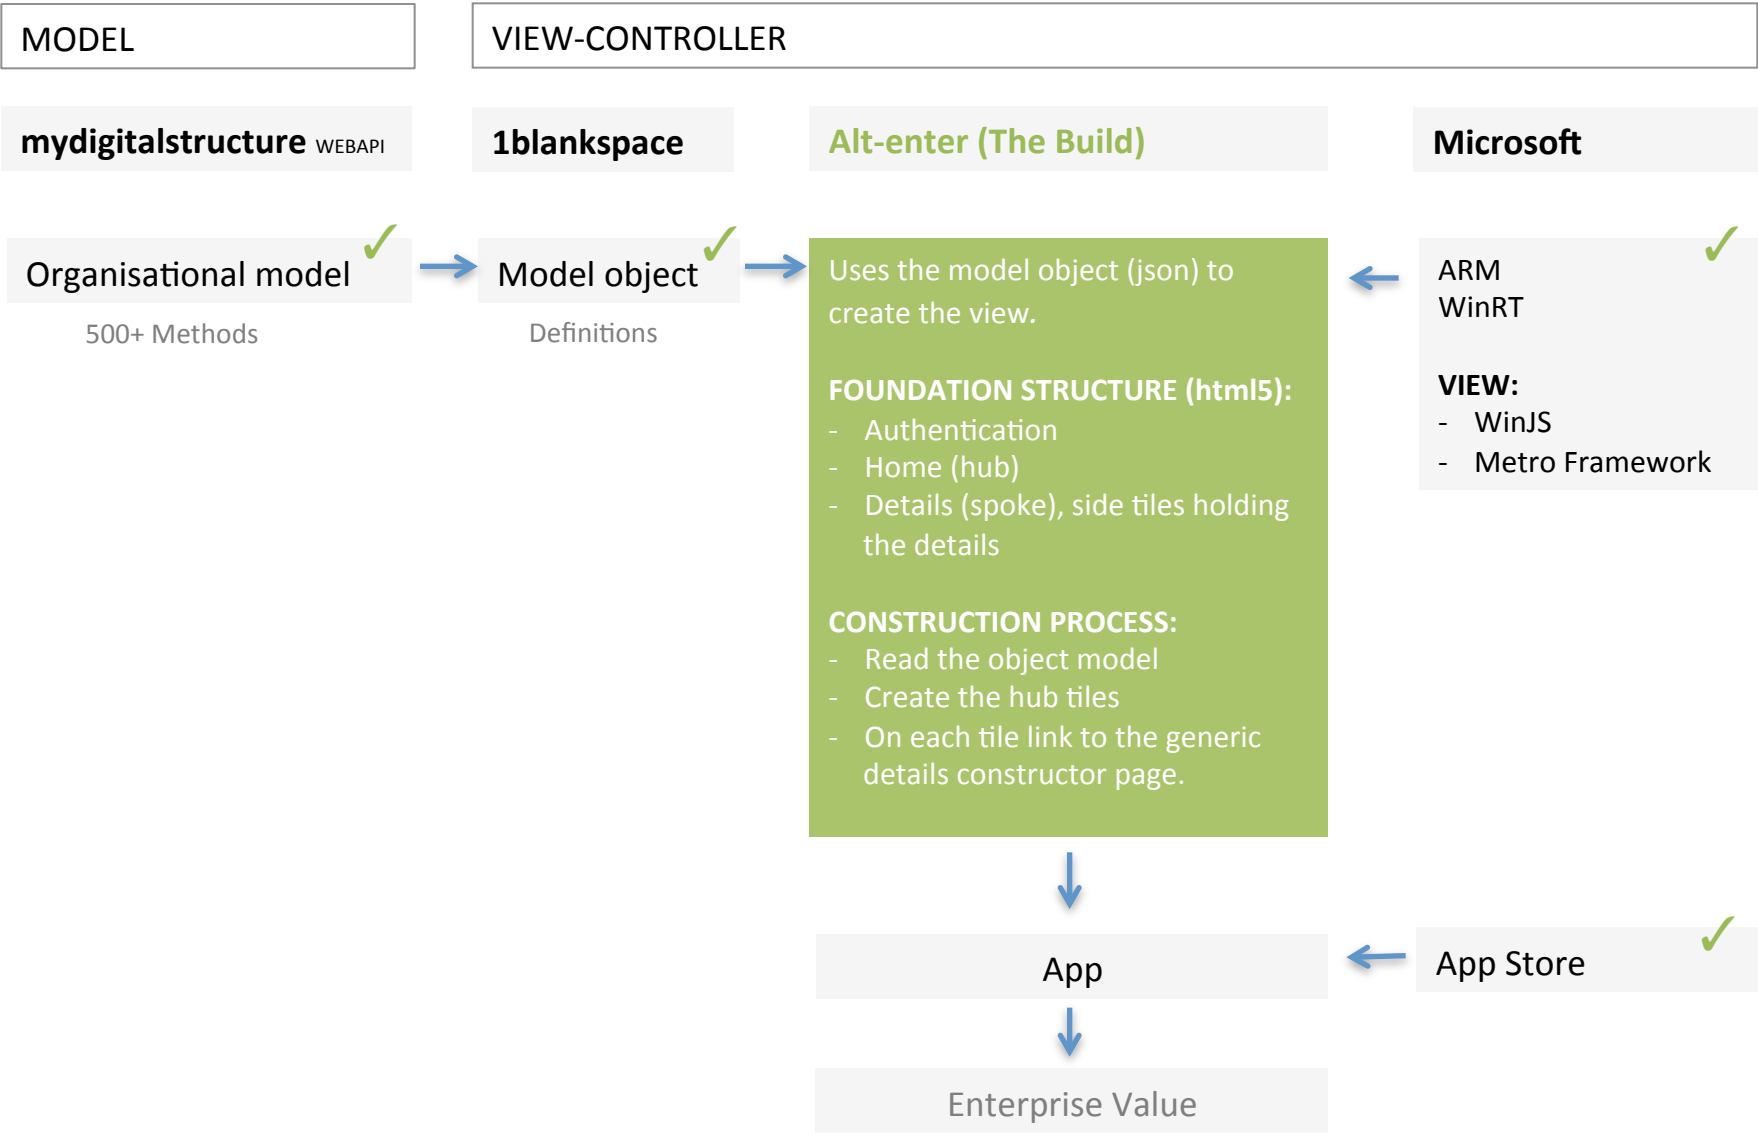 MODEL
VIEW-CONTROLLER
mydigitalstructure WEBAPI
1blankspace
Alt-enter (The Build)
Microsoft
Organisational model
500+ Methods
Model object
Definitions
Uses the model object (json) to
create the view.
FOUNDATION STRUCTURE (html5):
- Authentication
- Home (hub)
- Details (spoke), side tiles holding
the details
CONSTRUCTION PROCESS:
- Read the object model
- Create the hub tiles
- On each tile link to the generic
details constructor page.
ARM
WinRT
VIEW:
- WinJS
- Metro Framework
App
App Store
Enterprise Value